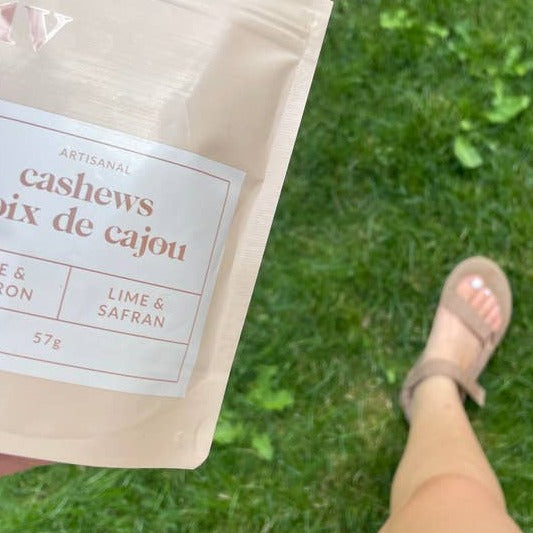 ARTISANAL
cashews
oix de cajou
E &
RON
LIME &
SAFRAN
57g